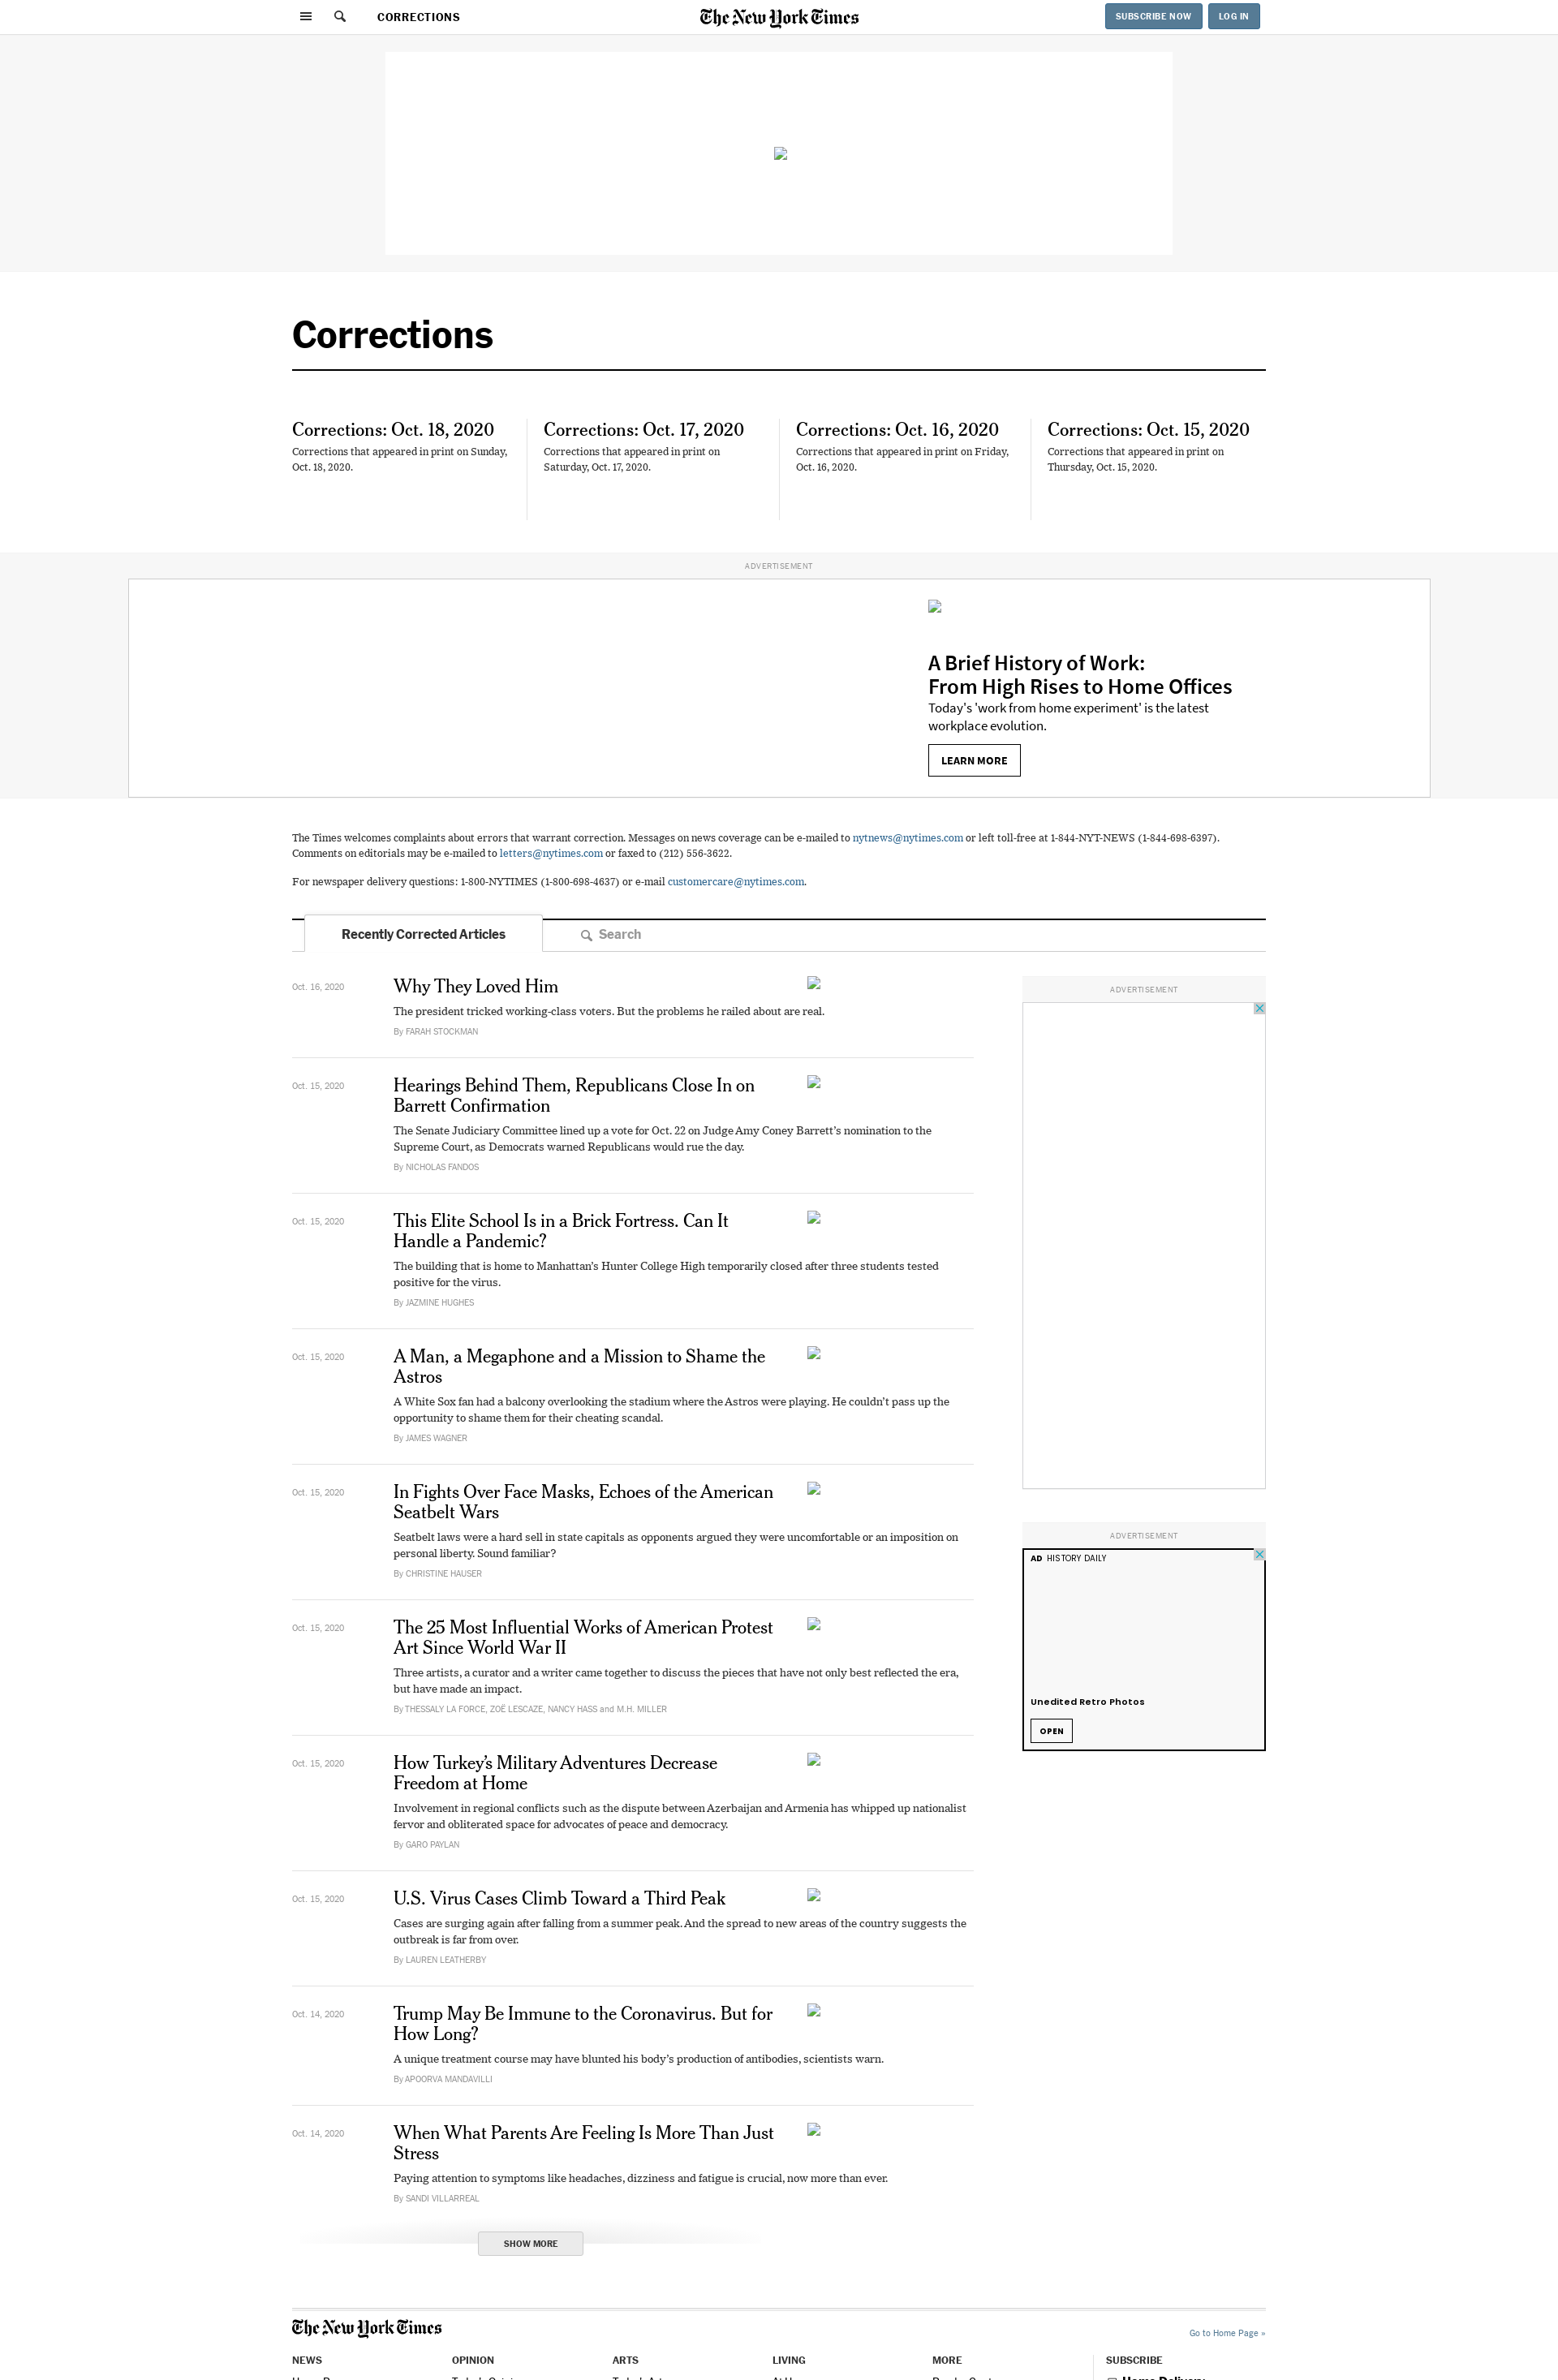 CORRECTIONS
The New York Times
SUBSCRIBE NOW
LOG IN
Corrections
Corrections: Oct. 18, 2020
Corrections that appeared in print on Sunday,
Oct. 18, 2020.
Corrections: Oct. 17, 2020
Corrections that appeared in print on
Saturday, Oct. 17, 2020.
Corrections: Oct. 16, 2020
Corrections that appeared in print on Friday,
Oct. 16, 2020.
Corrections: Oct. 15, 2020
Corrections that appeared in print on
Thursday, Oct. 15, 2020.
ADVERTISEMENT
A Brief History of Work:
From High Rises to Home Offices
Today's 'work from home experiment' is the latest
workplace evolution.
LEARN MORE
The Times welcomes complaints about errors that warrant correction. Messages on news coverage can be e-mailed to nytnews@nytimes.com or left toll-free at 1-844-NYT-NEWS (1-844-698-6397).
Comments on editorials may be e-mailed to letters@nytimes.com or faxed to (212) 556-3622.
For newspaper delivery questions: 1-800-NYTIMES (1-800-698-4637) or e-mail customercare@nytimes.com.
Recently Corrected Articles
Search
Oct. 16, 2020
Why They Loved Him
The president tricked working-class voters. But the problems he railed about are real.
By FARAH STOCKMAN
Oct. 15, 2020
Hearings Behind Them, Republicans Close In on
Barrett Confirmation
The Senate Judiciary Committee lined up a vote for Oct. 22 on Judge Amy Coney Barrett's nomination to the
Supreme Court, as Democrats warned Republicans would rue the day.
By NICHOLAS FANDOS
Oct. 15, 2020
This Elite School Is in a Brick Fortress. Can It
Handle a Pandemic?
The building that is home to Manhattan's Hunter College High temporarily closed after three students tested
positive for the virus.
By JAZMINE HUGHES
Oct. 15, 2020
A Man, a Megaphone and a Mission to Shame the
Astros
A White Sox fan had a balcony overlooking the stadium where the Astros were playing. He couldn't pass up the
opportunity to shame them for their cheating scandal.
By JAMES WAGNER
Oct. 15, 2020
In Fights Over Face Masks, Echoes of the American
Seatbelt Wars
Seatbelt laws were a hard sell in state capitals as opponents argued they were uncomfortable or an imposition on
personal liberty. Sound familiar?
By CHRISTINE HAUSER
Oct. 15, 2020
The 25 Most Influential Works of American Protest
Art Since World War II
Three artists, a curator and a writer came together to discuss the pieces that have not only best reflected the era,
but have made an impact.
By THESSALY LA FORCE, ZOË LESCAZE, NANCY HASS and M.H. MILLER
Oct. 15, 2020
How Turkey's Military Adventures Decrease
Freedom at Home
Involvement in regional conflicts such as the dispute between Azerbaijan and Armenia has whipped up nationalist
fervor and obliterated space for advocates of peace and democracy.
By GARO PAYLAN
Oct. 15, 2020
U.S. Virus Cases Climb Toward a Third Peak
Cases are surging again after falling from a summer peak. And the spread to new areas of the country suggests the
outbreak is far from over.
By LAUREN LEATHERBY
Oct. 14, 2020
Trump May Be Immune to the Coronavirus. But for
How Long?
A unique treatment course may have blunted his body's production of antibodies, scientists warn.
By APOORVA MANDAVILLI
Oct. 14, 2020
When What Parents Are Feeling Is More Than Just
Stress
Paying attention to symptoms like headaches, dizziness and fatigue is crucial, now more than ever.
By SANDI VILLARREAL
SHOW MORE
ADVERTISEMENT
ADVERTISEMENT
AD HISTORY DAILY
Unedited Retro Photos
OPEN
The New York Times
Go to Home Page »
NEWS
OPINION
ARTS
LIVING
MORE
SUBSCRIBE
Home Delivery